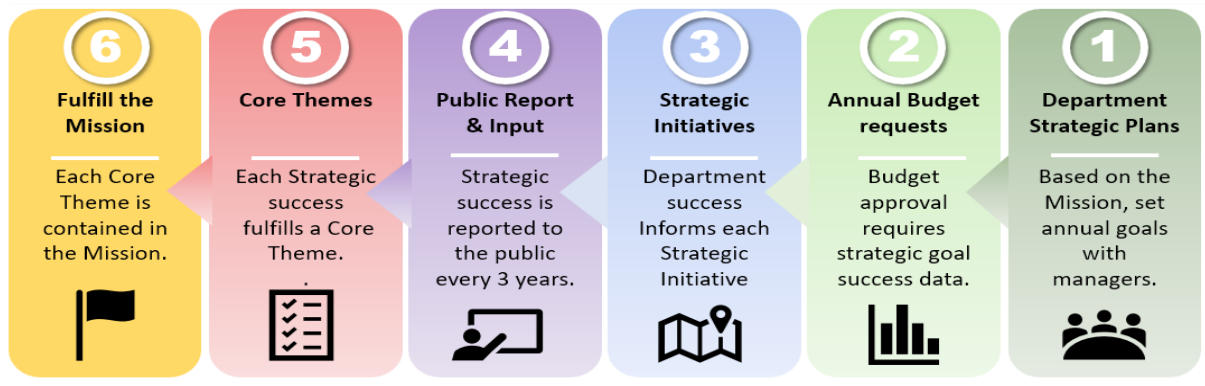 6
Fulfill the
Mission
Each Core
Theme is
contained in
the Mission.
5
Core Themes
Each Strategic
success
fulfills a Core
Theme.
.
4
Public Report
& Input
Strategic
success is
reported to
the public
every 3 years.
3
Strategic
Initiatives
Department
success
Informs each
Strategic
Initiative
2
Annual Budget
requests
Budget
approval
requires
strategic goal
success data.
1
Department
Strategic Plans
Based on the
Mission, set
annual goals
with
managers.